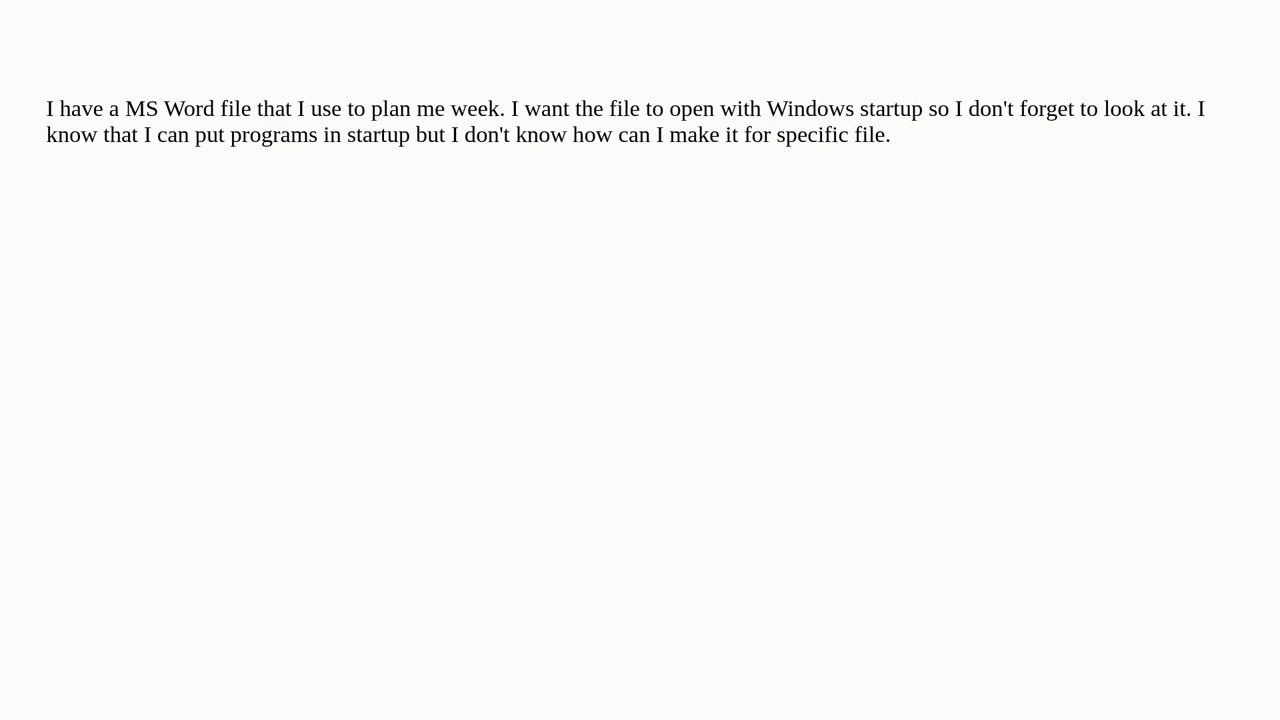 I have a MS Word file that I use to plan me week. I want the file to open with Windows startup so I don't forget to look at it. I
know that I can put programs in startup but I don't know how can I make it for specific file.